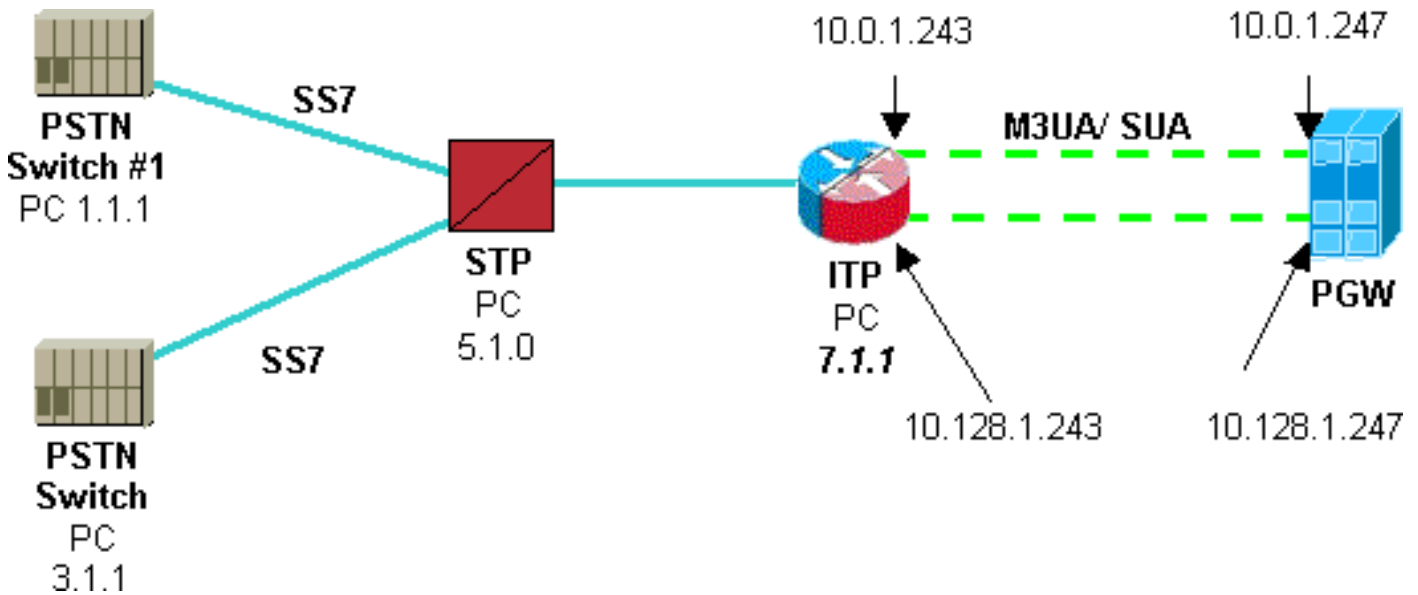 10.0.1.243
10.0.1.247
SS7
M3UA/ SUA
PSTN
Switch #1
PC 1.1.1
STP
PC
5.1.0
ITP
PC
7.1.1
PGW
SS7
10.128.1.243
10.128.1.247
PSTN
Switch
PC
3.1.1